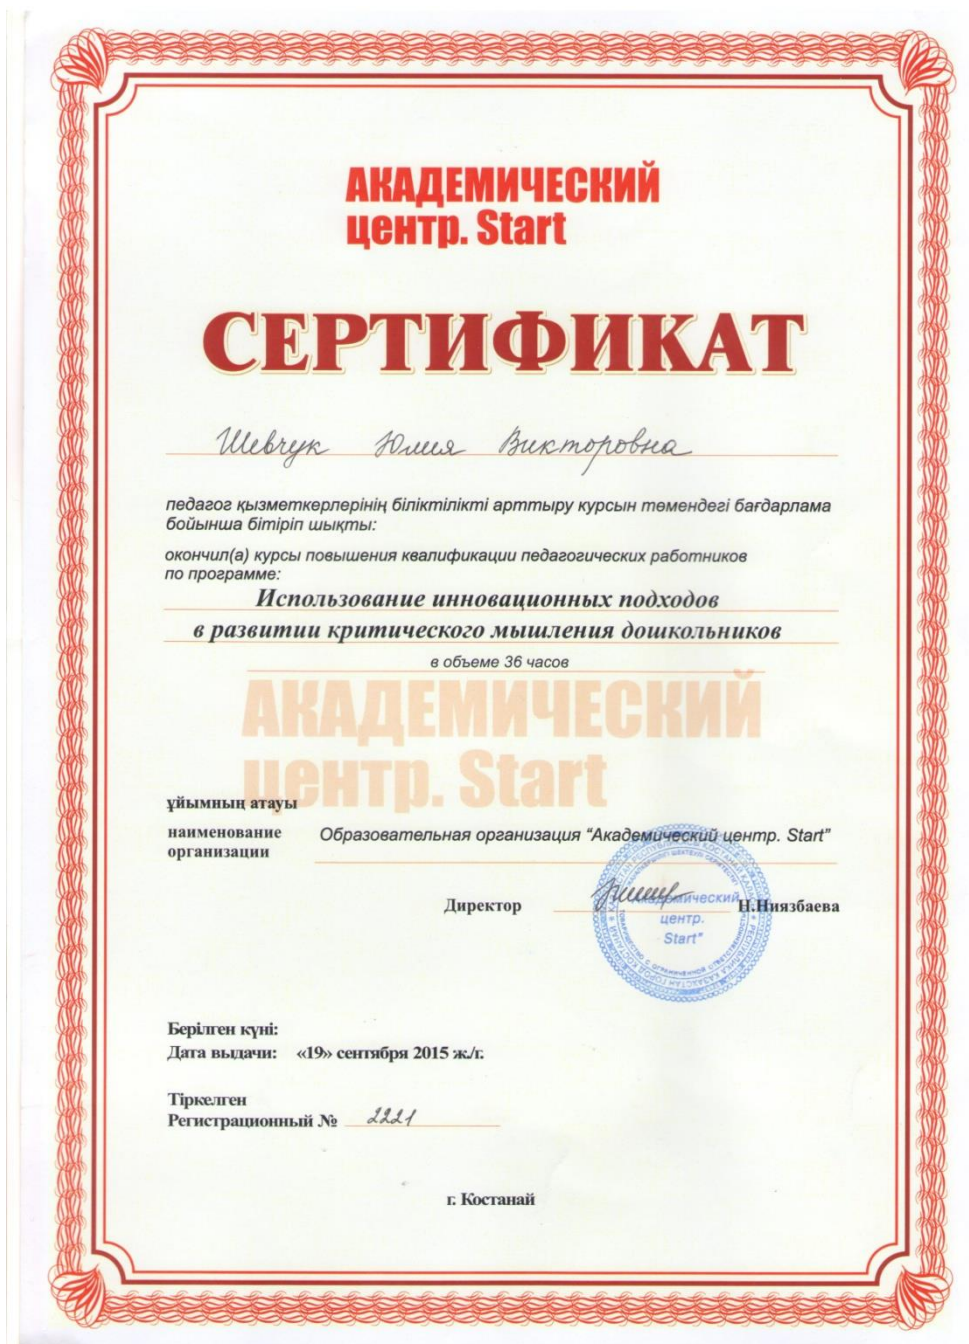 АКАДЕМИЧЕСКИЙ
центр. Start
СЕРТИФИКАТ
Шевчук Юлия Викторовна
педагог қызметкерлерінің біліктілікті арттыру курсын төмендегі бағдарлама
бойынша бітіріп шықты:
окончил(а) курсы повышения квалификации педагогических работников
по программе:
Использование инновационных подходов
в развитии критического мышления дошкольников
в объеме 36 часов
АКАДЕМИЧЕСКИЙ
центр. Start
ұйымның атауы
наименование
организации
Образовательная организация “Академический центр. Start”
Директор
Н.Ниязбаева
Академический
центр.
Start"
Берілген күні:
Дата выдачи: «19» сентября 2015 ж./г.
Тіркелген
Регистрационный № 2221
г. Костанай